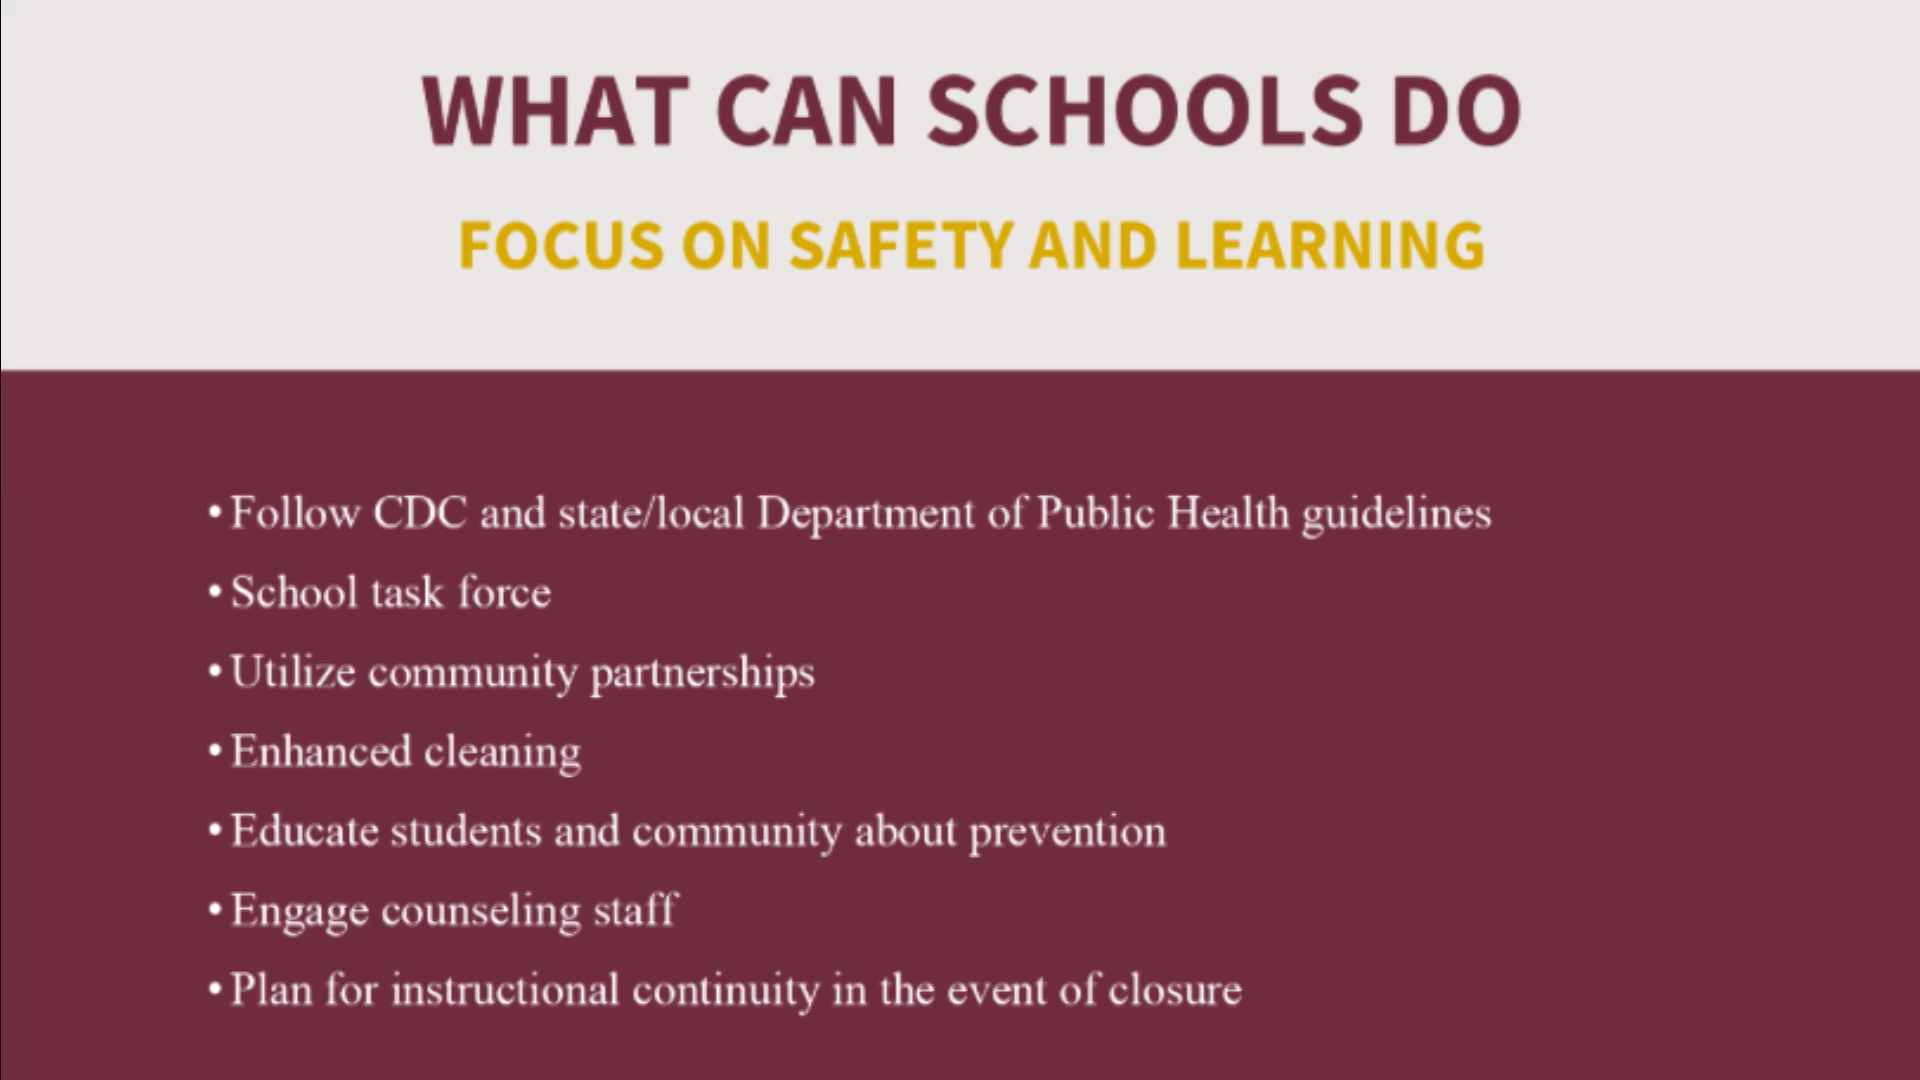 WHAT CAN SCHOOLS DO
FOCUS ON SAFETY AND LEARNING
• Follow CDC and state/local Department of Public Health guidelines
• School task force
• Utilize community partnerships
• Enhanced cleaning
• Educate students and community about prevention
• Engage counseling staff
• Plan for instructional continuity in the event of closure